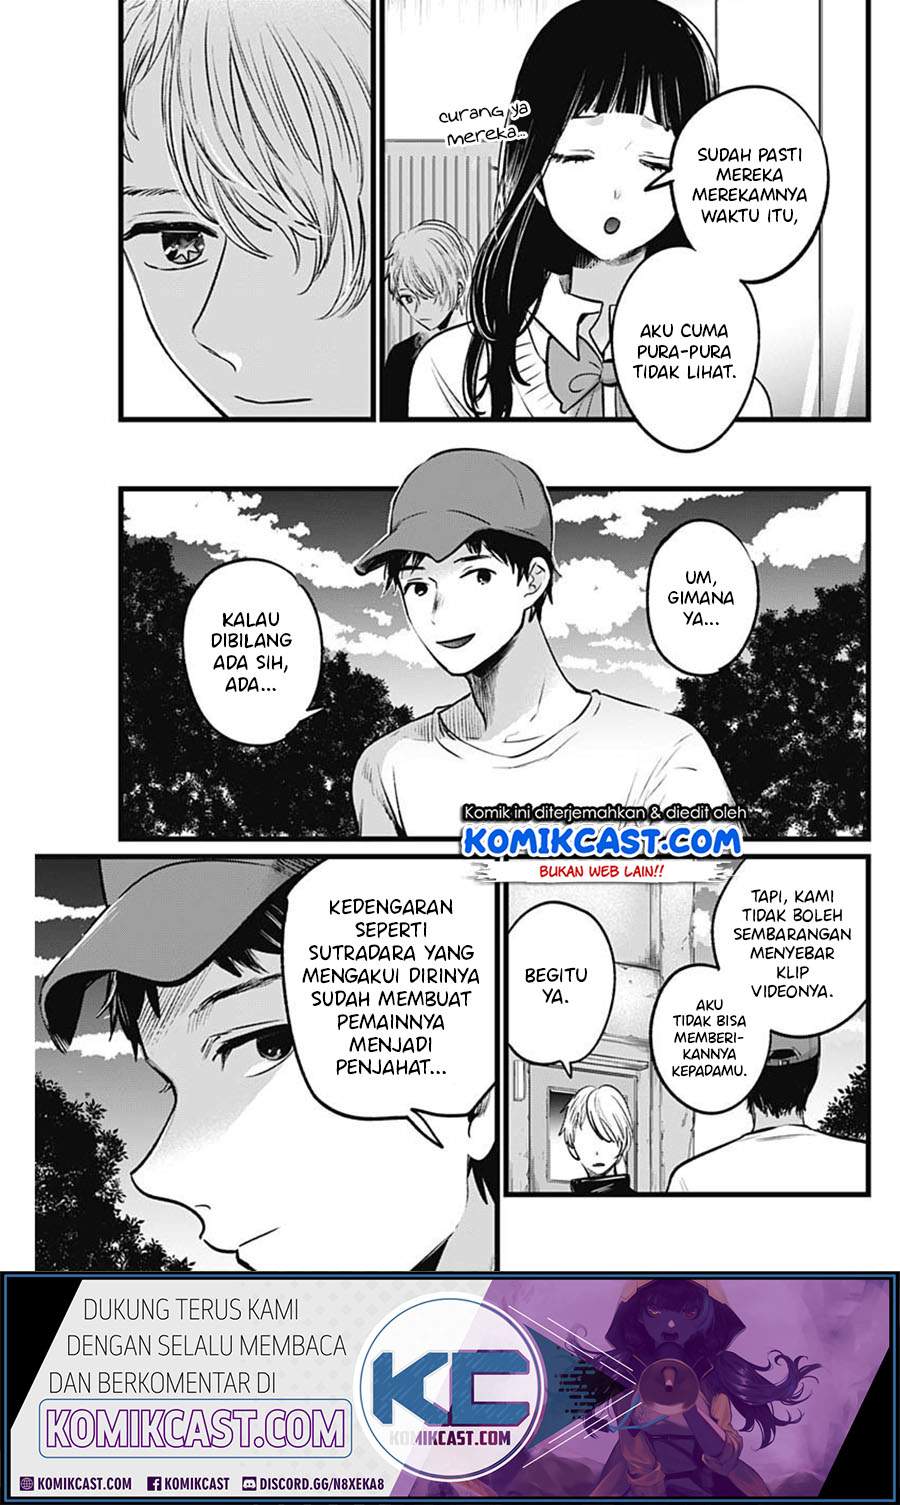 SUDAH PASTI
MEREKA
MEREKAMNYA
WAKTU ITU,
AKU CUMA
PURA-PURA
TIDAK LIHAT.
curang ya
mereka...
UM,
GIMANA
YA...
KALAU
DIBILANG
ADA SIH,
ADA...
Komik ini diterjemahkan & diedit oleh
KOMIKCAST.COM
BUKAN WEB LAIN!!
TAPI, KAMI
TIDAK BOLEH
SEMBARANGAN
MENYEBAR
KLIP
VIDEONYA.
AKU
TIDAK BISA
MEMBERI-
KANNYA
KEPADAMU.
BEGITU
YA.
KEDENGARAN
SEPERTI
SUTRADARA YANG
MENGAKUI DIRINYA
SUDAH MEMBUAT
PEMAINNYA
MENJADI
PENJAHAT...
DUKUNG TERUS KAMI
DENGAN SELALU MEMBACA
DAN BERKOMENTAR DI
KOMIKCAST.COM
KC
KOMIKCAST.COM
KOMIKCAST.COM KOMIKCAST DISCORD.GG/N8XEKA8